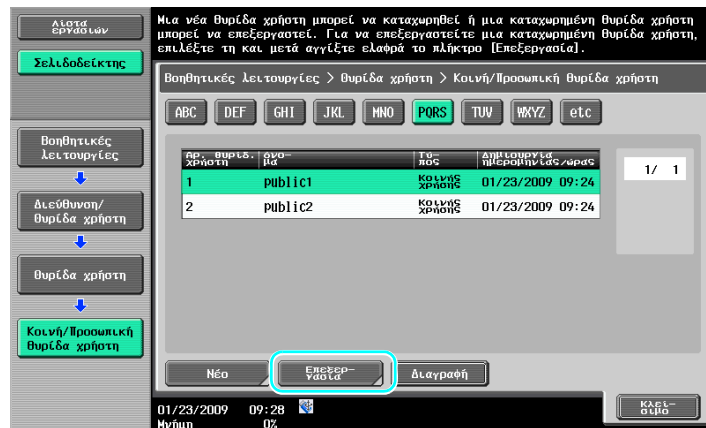 Λίστα
εργασιών
Μια νέα θυρίδα χρήστη μπορεί να καταχωρηθεί ή μια καταχωρημένη θυρίδα χρήστη
μπορεί να επεξεργαστεί. Για να επεξεργαστείτε μια καταχωρημένη θυρίδα χρήστη,
επιλέξτε τη και μετά αγγίξτε ελαφρά το πλήκτρο [Επεξεργασία].
Σελιδοδείκτης
Βοηθητικές λειτουργίες > Θυρίδα χρήστη > Κοινή/Προσωπική θυρίδα χρήστη
ABC DEF GHI JKL MNO PQRS TUV WXYZ etc
Βοηθητικές
λειτουργίες
Διεύθυνση/
Θυρίδα χρήστη
Θυρίδα χρήστη
Κοινή/Προσωπική
θυρίδα χρήστη
Αρ. θυρίδ.
χρήστη
όνο-
μα
Τύ-
πος
Δημιουργία
ημερομηνίας/ώρας
1/ 1
1 public1 Κοινής
χρήσης 01/23/2009 09:24
2 public2 Κοινής
χρήσης 01/23/2009 09:24
Νέο
Επεξερ-
γασία
Διαγραφή
01/23/2009 09:28
Μνήμη 0%
Κλεί-
σιμο